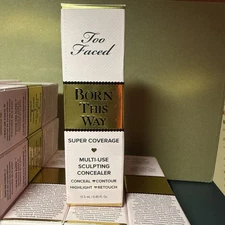 Too
Faced
BORN
THIS
WAY
SUPER COVERAGE
MULTI-USE
SCULPTING
CONCEALER
CONCEAL ♥ CONTOUR
HIGHLIGHT ♥ RETOUCH